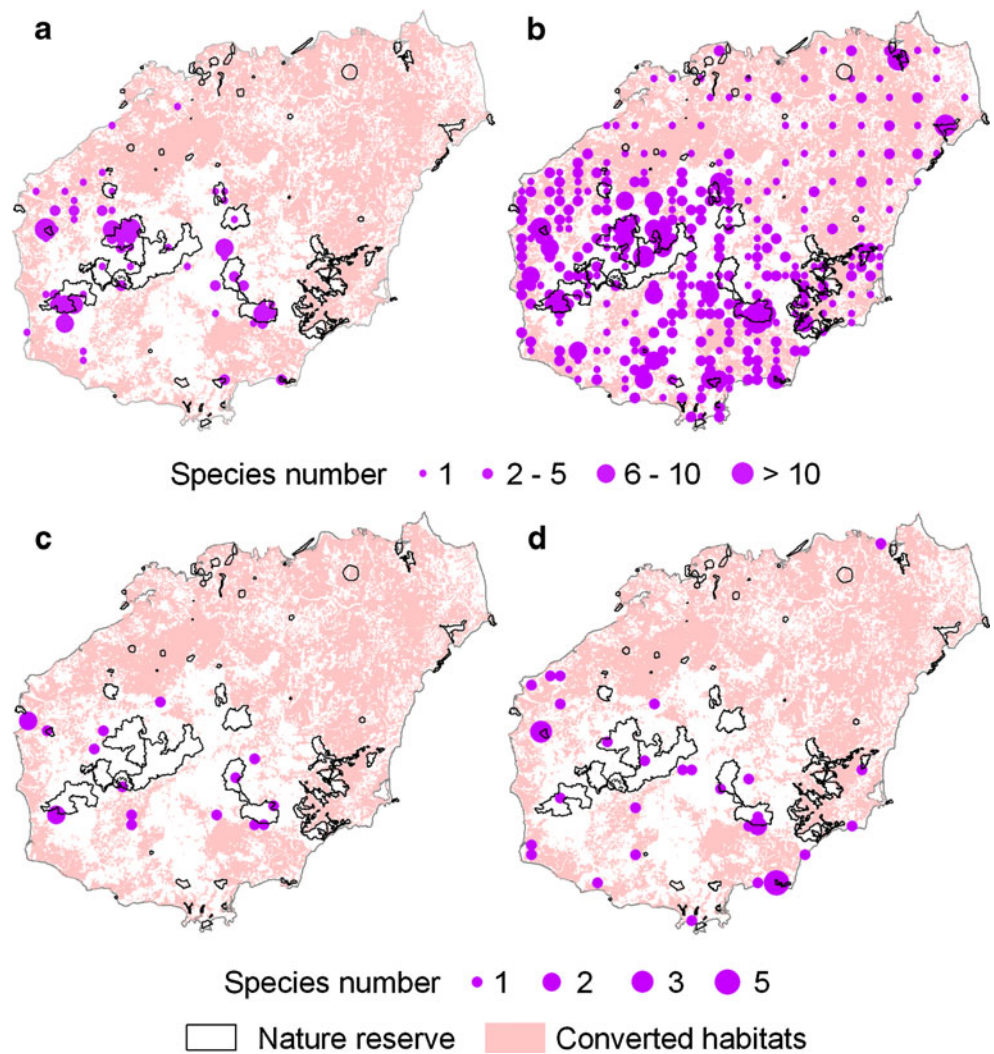 a b
Species number 1 2 - 5 6 - 10 > 10
c d
Species number 1 2 3 5
Nature reserve Converted habitats